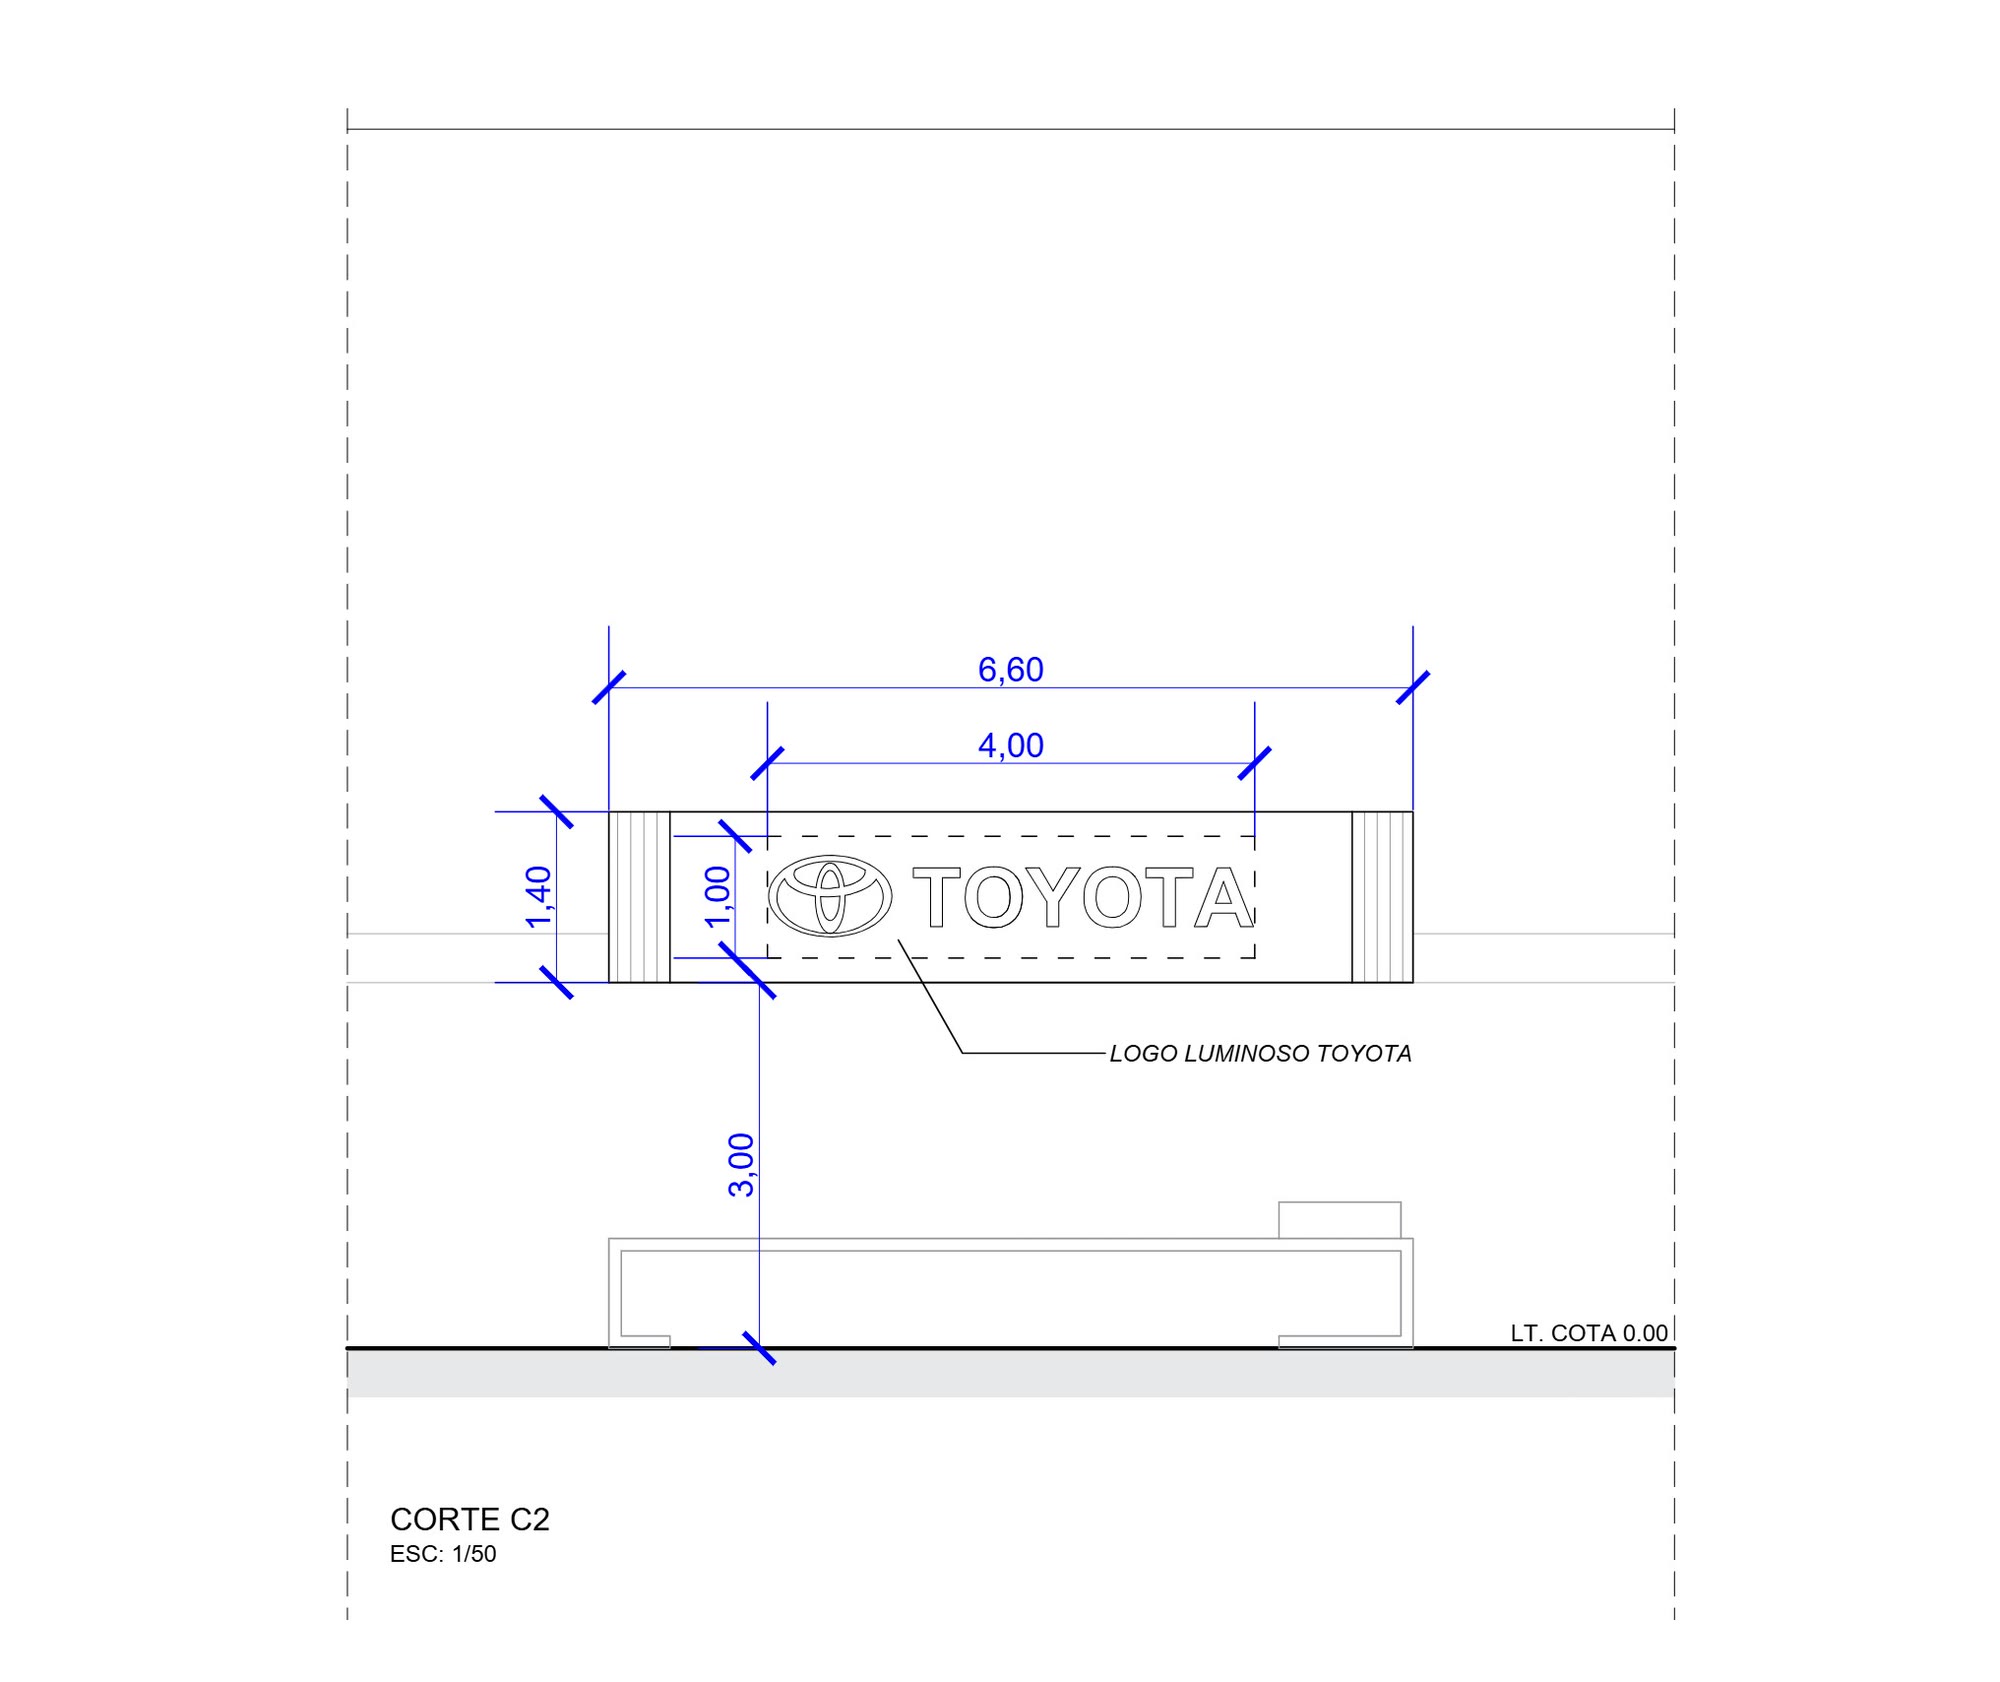 6,60
4,00
1,40
1,00
TOYOTA
LOGO LUMINOSO TOYOTA
3,00
LT. COTA 0.00
CORTE C2
ESC: 1/50